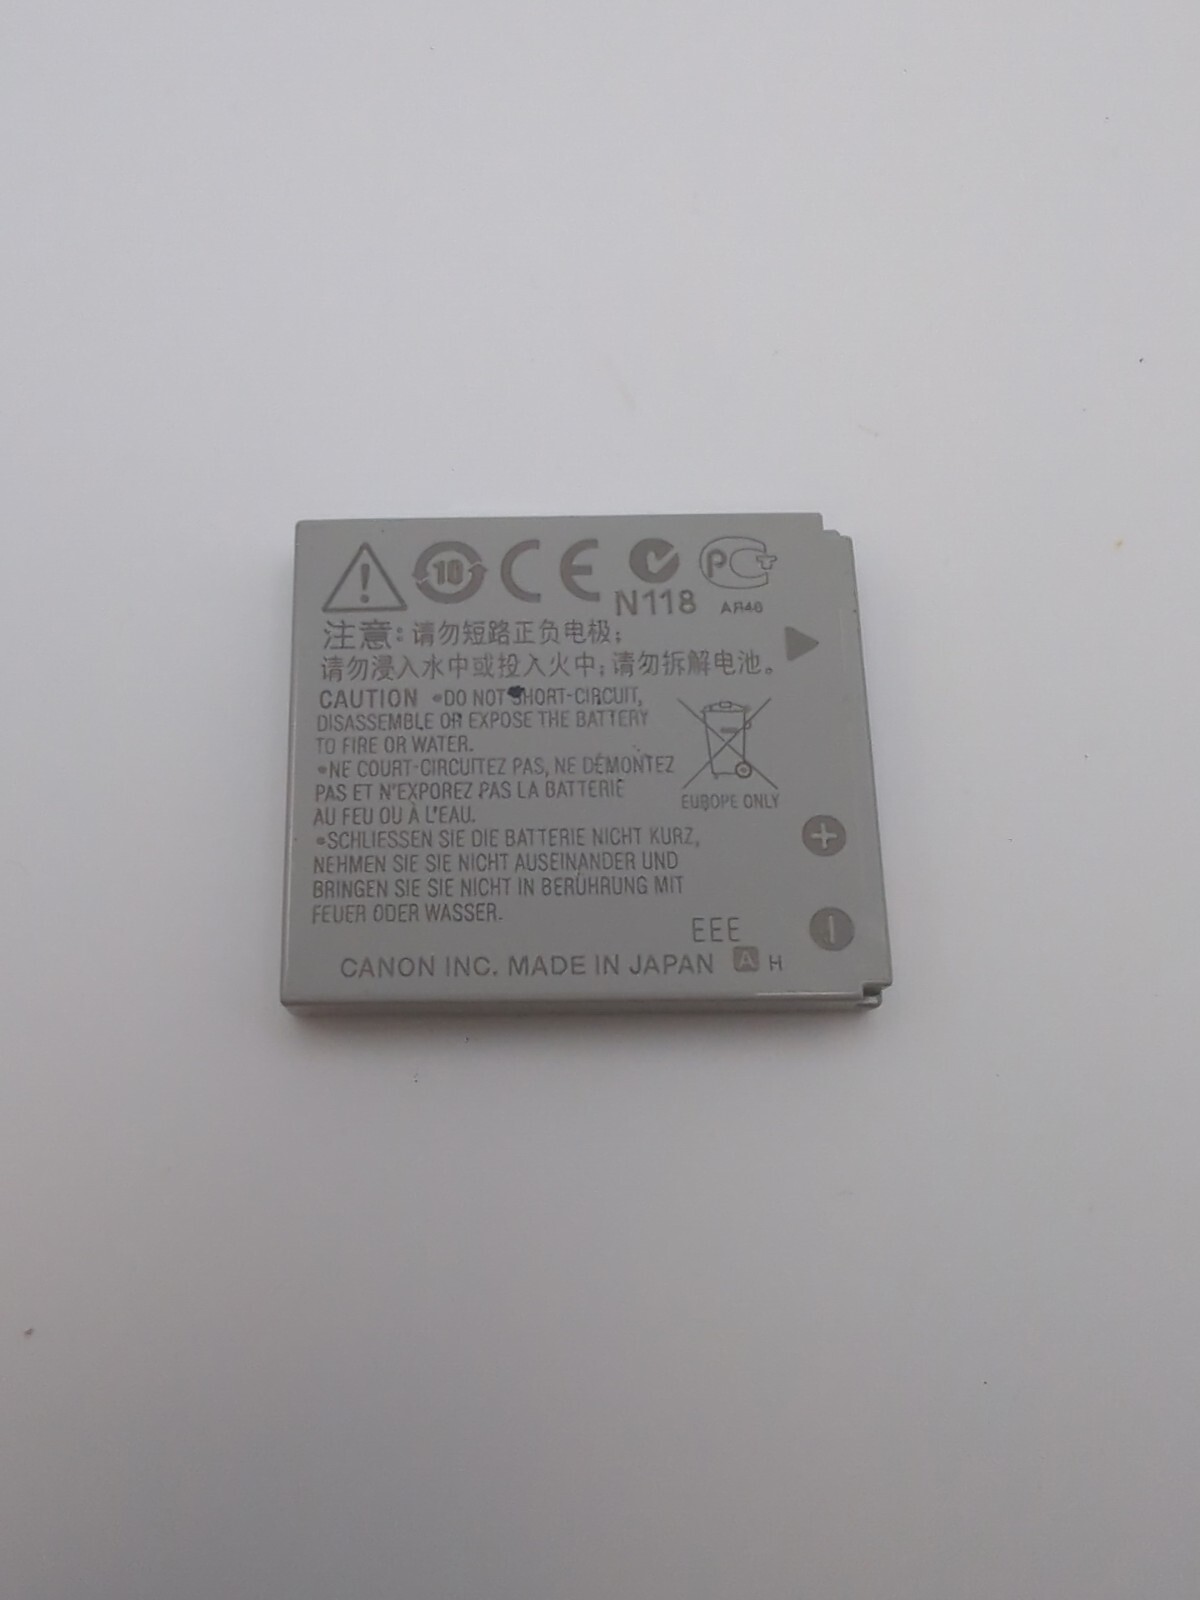 10 CE PC+
N118 AR46
注意:请勿短路正负电极;
请勿浸入水中或投入火中;请勿拆解电池。
CAUTION •DO NOT SHORT-CIRCUIT,
DISASSEMBLE OR EXPOSE THE BATTERY
TO FIRE OR WATER.
•NE COURT-CIRCUITEZ PAS, NE DÉMONTEZ
PAS ET N'EXPOREZ PAS LA BATTERIE
AU FEU OU À L'EAU.
•SCHLIESSEN SIE DIE BATTERIE NICHT KURZ,
NEHMEN SIE SIE NICHT AUSEINANDER UND
BRINGEN SIE SIE NICHT IN BERÜHRUNG MIT
FEUER ODER WASSER.
EUROPE ONLY
+
-
EEE
CANON INC. MADE IN JAPAN A H